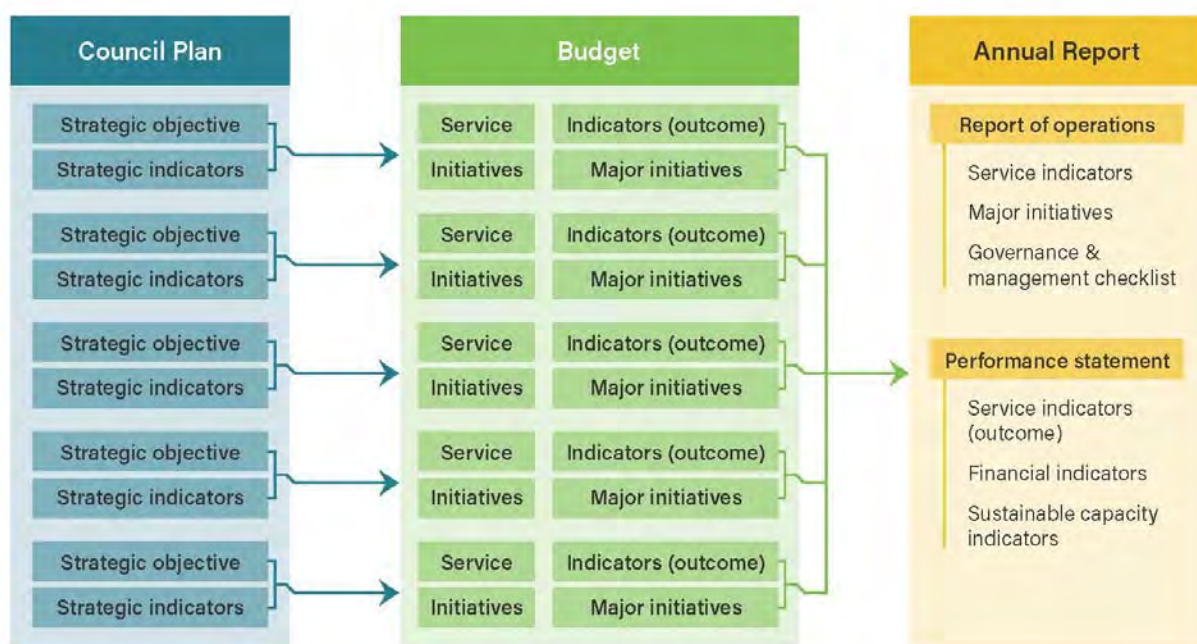 Council Plan
Strategic objective
Strategic indicators
Strategic objective
Strategic indicators
Strategic objective
Strategic indicators
Strategic objective
Strategic indicators
Strategic objective
Strategic indicators
Budget
Service
Indicators (outcome)
Initiatives
Major initiatives
Service
Indicators (outcome)
Initiatives
Major initiatives
Service
Indicators (outcome)
Initiatives
Major initiatives
Service
Indicators (outcome)
Initiatives
Major initiatives
Service
Indicators (outcome)
Initiatives
Major initiatives
Annual Report
Report of operations
Service indicators
Major initiatives
Governance &
management checklist
Performance statement
Service indicators
(outcome)
Financial indicators
Sustainable capacity
indicators